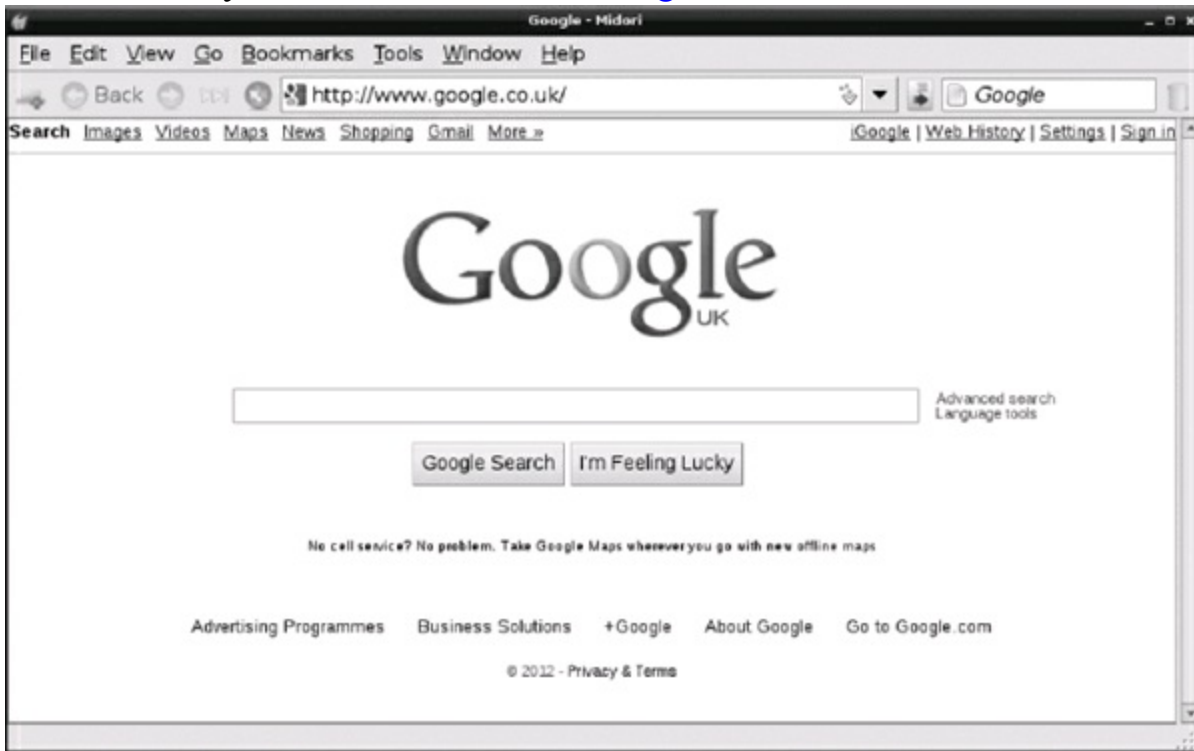 Google - Midori
File Edit View Go Bookmarks Tools Window Help
Back http://www.google.co.uk/ Google
Search Images Videos Maps News Shopping Gmail More » iGoogle | Web History | Settings | Sign in
Google
UK
Advanced search
Language tools
Google Search I'm Feeling Lucky
No cell service? No problem. Take Google Maps wherever you go with new offline maps
Advertising Programmes Business Solutions +Google About Google Go to Google.com
© 2012 - Privacy & Terms